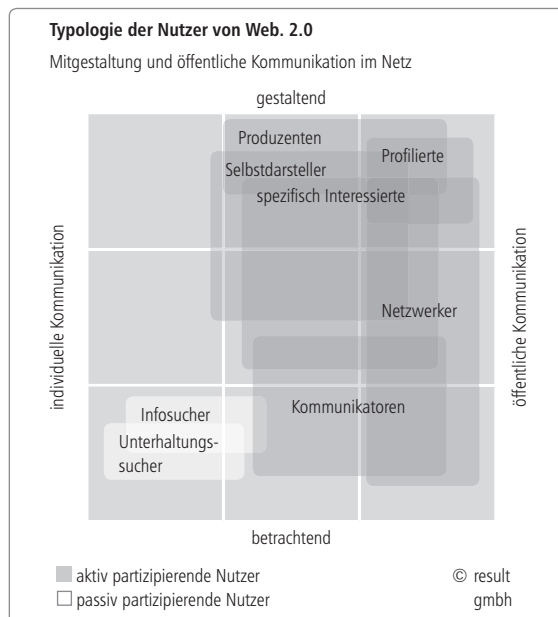 Typologie der Nutzer von Web. 2.0
Mitgestaltung und öffentliche Kommunikation im Netz
gestaltend
individuelle Kommunikation
öffentliche Kommunikation
Produzenten
Profilierte
Selbstdarsteller
spezifisch Interessierte
Netzwerker
Kommunikatoren
Infosucher
Unterhaltungs-
sucher
betrachtend
aktiv partizipierende Nutzer
passiv partizipierende Nutzer
© result
gmbh